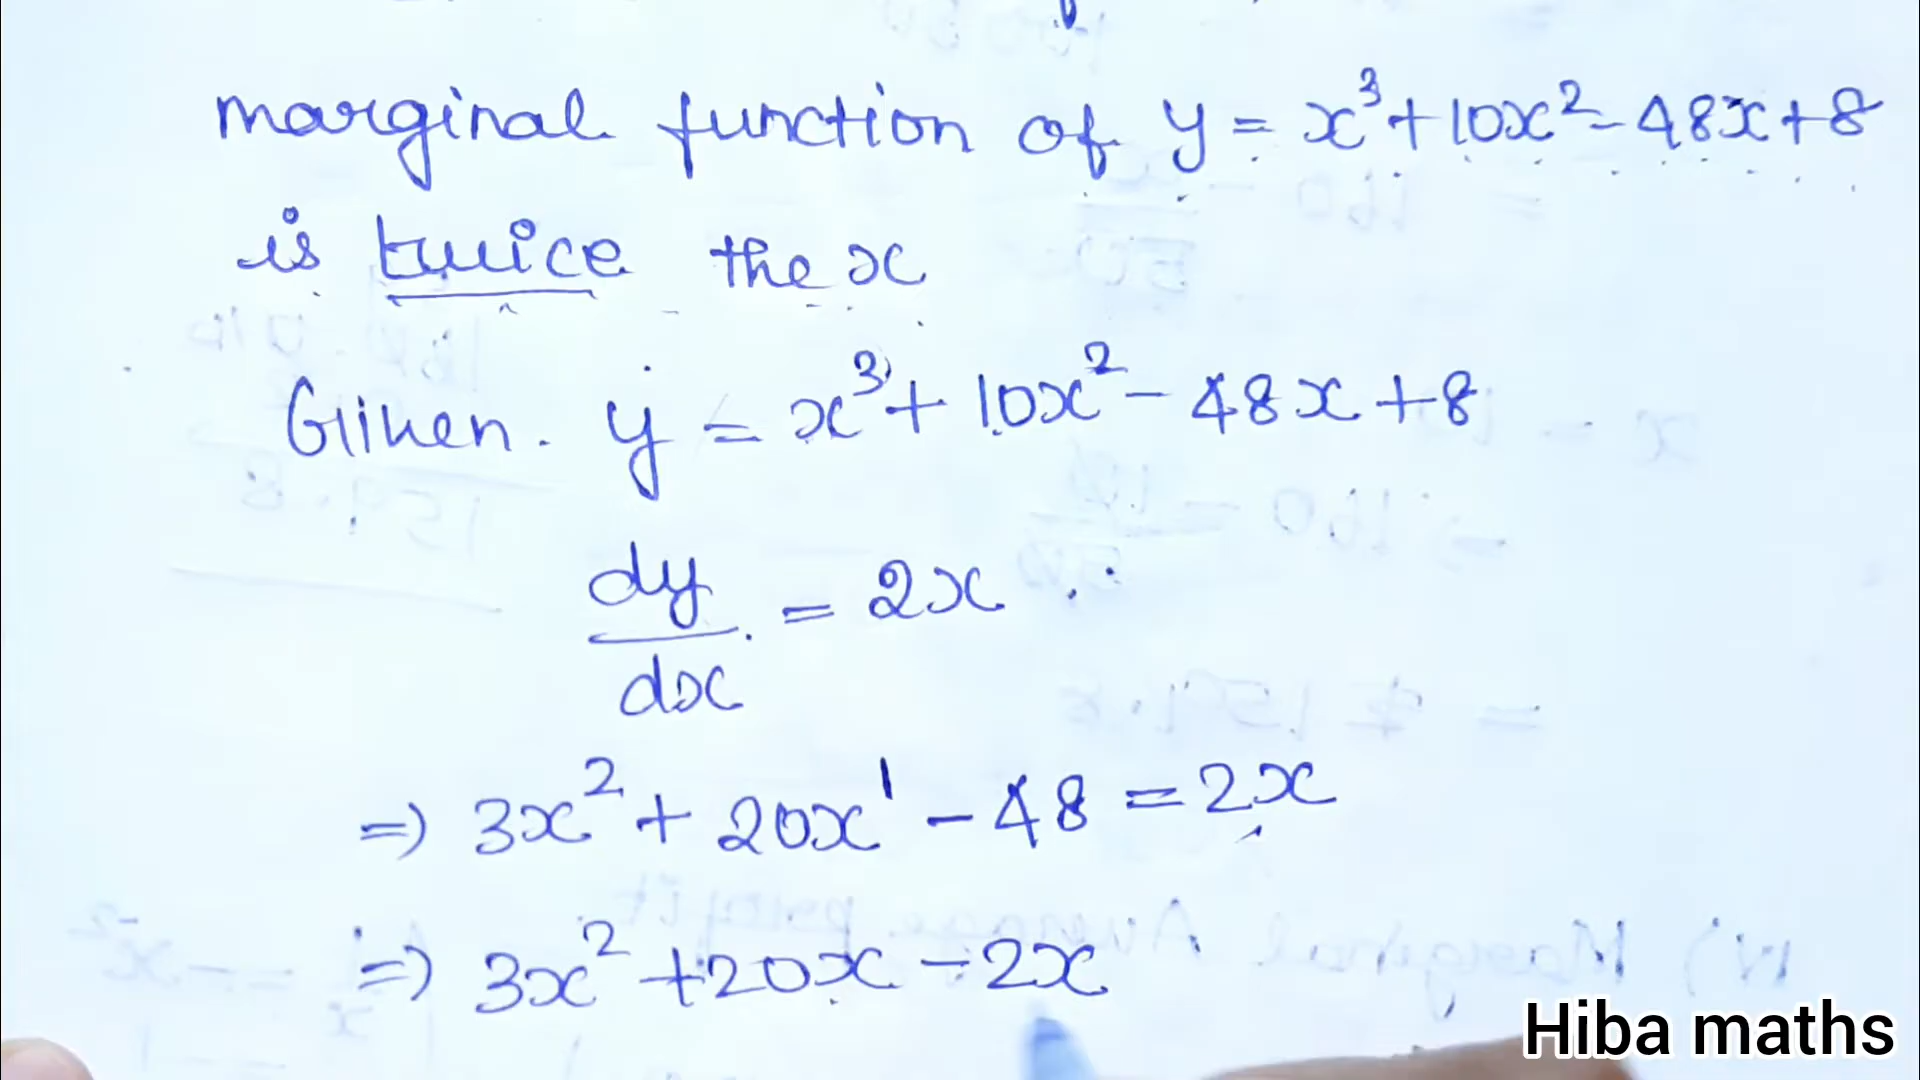 marginal function of y = x³ + 10x² - 48x + 8
is twice the x
Given. y = x³ + 10x² - 48x + 8
dy/dx = 2x
=> 3x² + 20x¹ - 48 = 2x
=> 3x² + 20x - 2x
Hiba maths